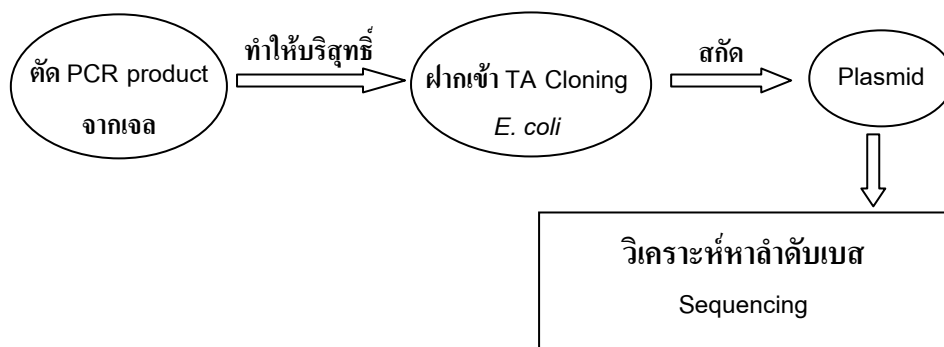 ตัด PCR product
จากเจล
ทำให้บริสุทธิ์
ฝากเข้า TA Cloning
E. coli
สกัด
Plasmid
วิเคราะห์หาลำดับเบส
Sequencing